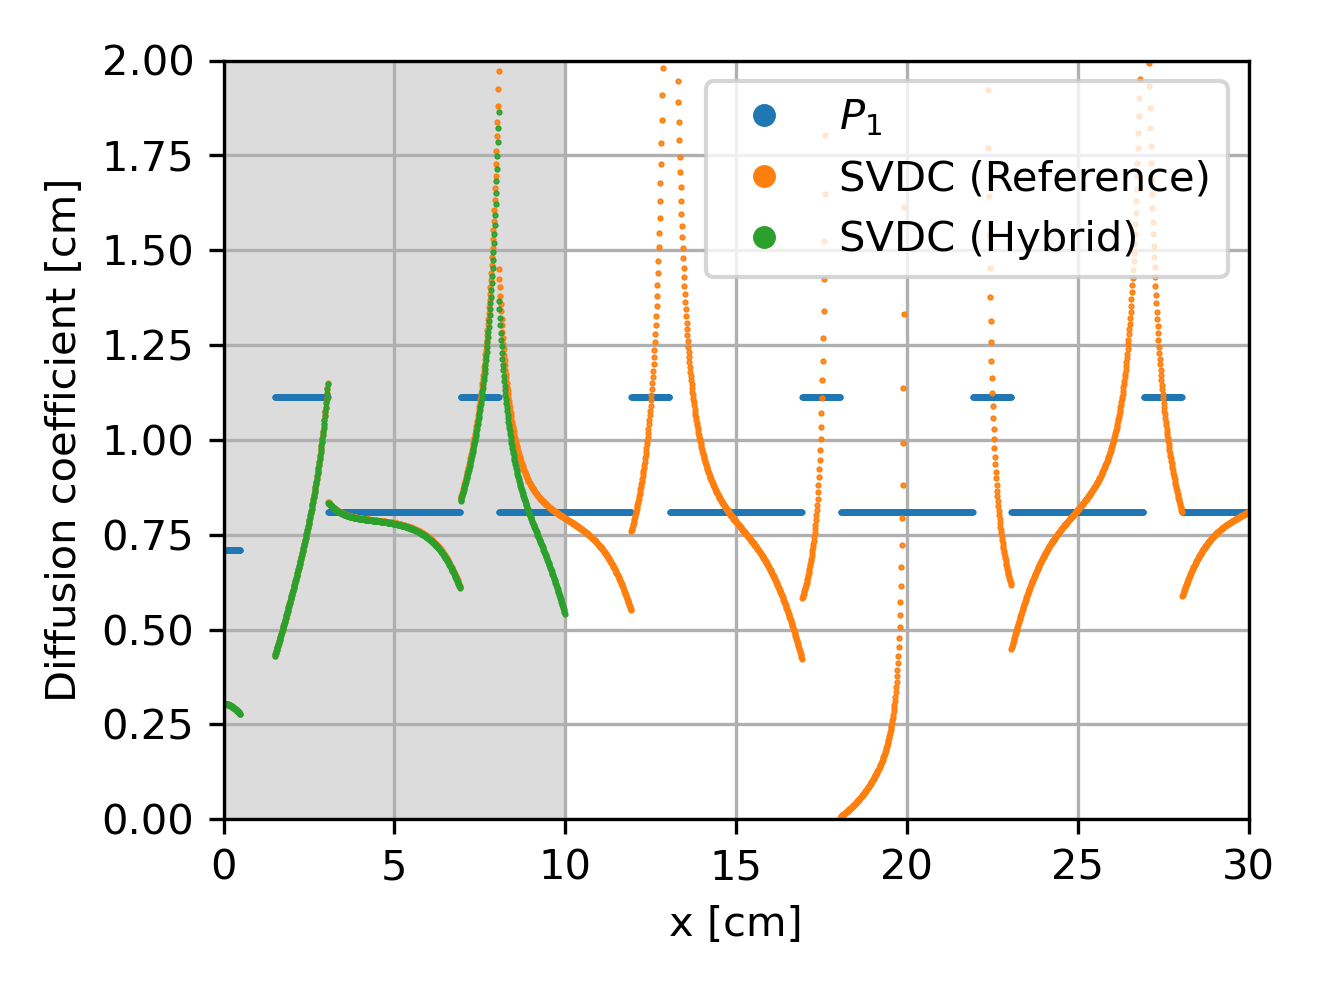 2.00
1.75
1.50
1.25
1.00
0.75
0.50
0.25
0.00
Diffusion coefficient [cm]
P1
SVDC (Reference)
SVDC (Hybrid)
0 5 10 15 20 25 30
x [cm]